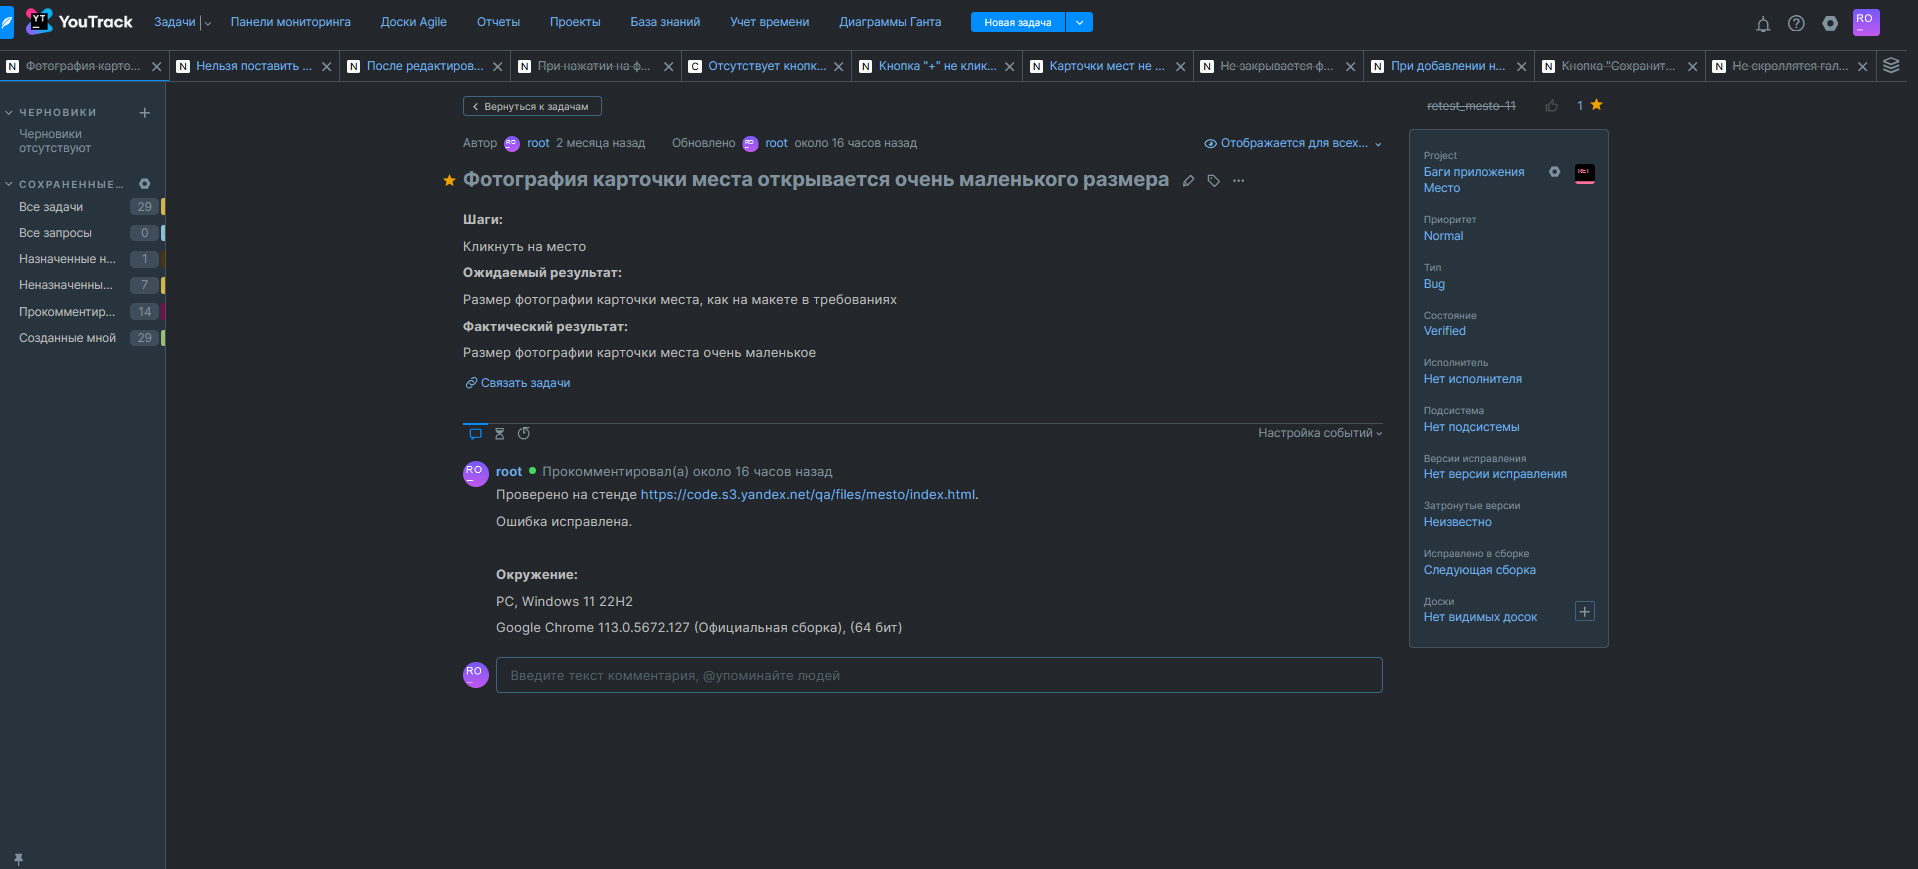 YouTrack
Задачи
Панели мониторинга
Доски Agile
Отчеты
Проекты
База знаний
Учет времени
Диаграммы Ганта
Новая задача
RO
N Фотография карто...
N Нельзя поставить ...
N После редактиров...
N При нажатии на ф...
C Отсутствует кнопк...
N Кнопка "+" не клик...
N Карточки мест не ...
N Не закрывается ф...
N При добавлении н...
N Кнопка "Сохранит...
N Не скроллятся гал...
ЧЕРНОВИКИ
Черновики
отсутствуют
СОХРАНЕННЫЕ...
Все задачи 29
Все запросы 0
Назначенные н... 1
Неназначенны... 7
Прокомментир... 14
Созданные мной 29
Вернуться к задачам
Автор RO root 2 месяца назад Обновлено RO root около 16 часов назад
Отображается для всех...
Фотография карточки места открывается очень маленького размера
Шаги:
Кликнуть на место
Ожидаемый результат:
Размер фотографии карточки места, как на макете в требованиях
Фактический результат:
Размер фотографии карточки места очень маленькое
Связать задачи
Настройка событий
RO root Прокомментировал(а) около 16 часов назад
Проверено на стенде https://code.s3.yandex.net/qa/files/mesto/index.html.
Ошибка исправлена.
Окружение:
PC, Windows 11 22H2
Google Chrome 113.0.5672.127 (Официальная сборка), (64 бит)
RO Введите текст комментария, @упоминайте людей
retest_mesto-11
1
Project
Баги приложения
Место
RET
Приоритет
Normal
Тип
Bug
Состояние
Verified
Исполнитель
Нет исполнителя
Подсистема
Нет подсистемы
Версии исправления
Нет версии исправления
Затронутые версии
Неизвестно
Исправлено в сборке
Следующая сборка
Доски
Нет видимых досок